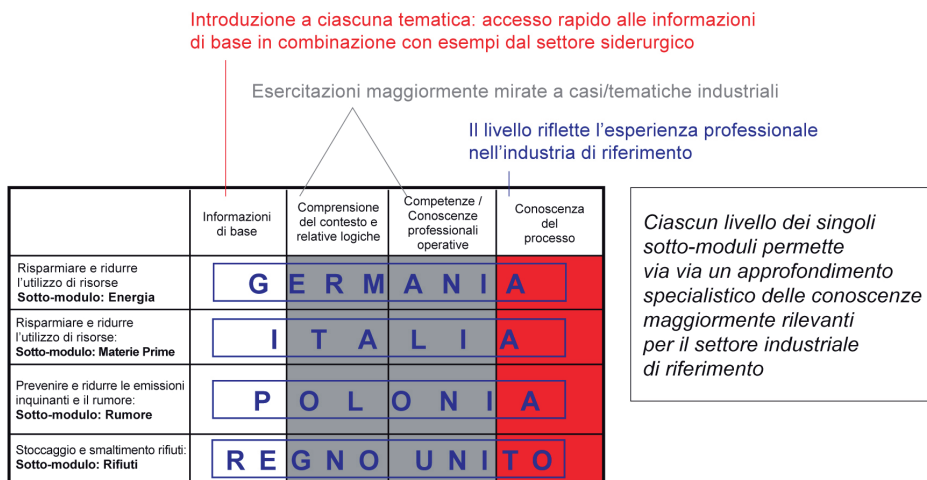 Introduzione a ciascuna tematica: accesso rapido alle informazioni
di base in combinazione con esempi dal settore siderurgico
Esercitazioni maggiormente mirate a casi/tematiche industriali
Il livello riflette l'esperienza professionale
nell'industria di riferimento
Informazioni
di base
Comprensione
del contesto e
relative logiche
Competenze /
Conoscenze
professionali
operative
Conoscenza
del
processo
Risparmiare e ridurre
l'utilizzo di risorse
Sotto-modulo: Energia
GERMANIA
Risparmiare e ridurre
l'utilizzo di risorse:
Sotto-modulo: Materie Prime
ITALIA
Prevenire e ridurre le emissioni
inquinanti e il rumore:
Sotto-modulo: Rumore
POLONIA
Stoccaggio e smaltimento rifiuti:
Sotto-modulo: Rifiuti
REGNO UNITO
Ciascun livello dei singoli
sotto-moduli permette
via via un approfondimento
specialistico delle conoscenze
maggiormente rilevanti
per il settore industriale
di riferimento